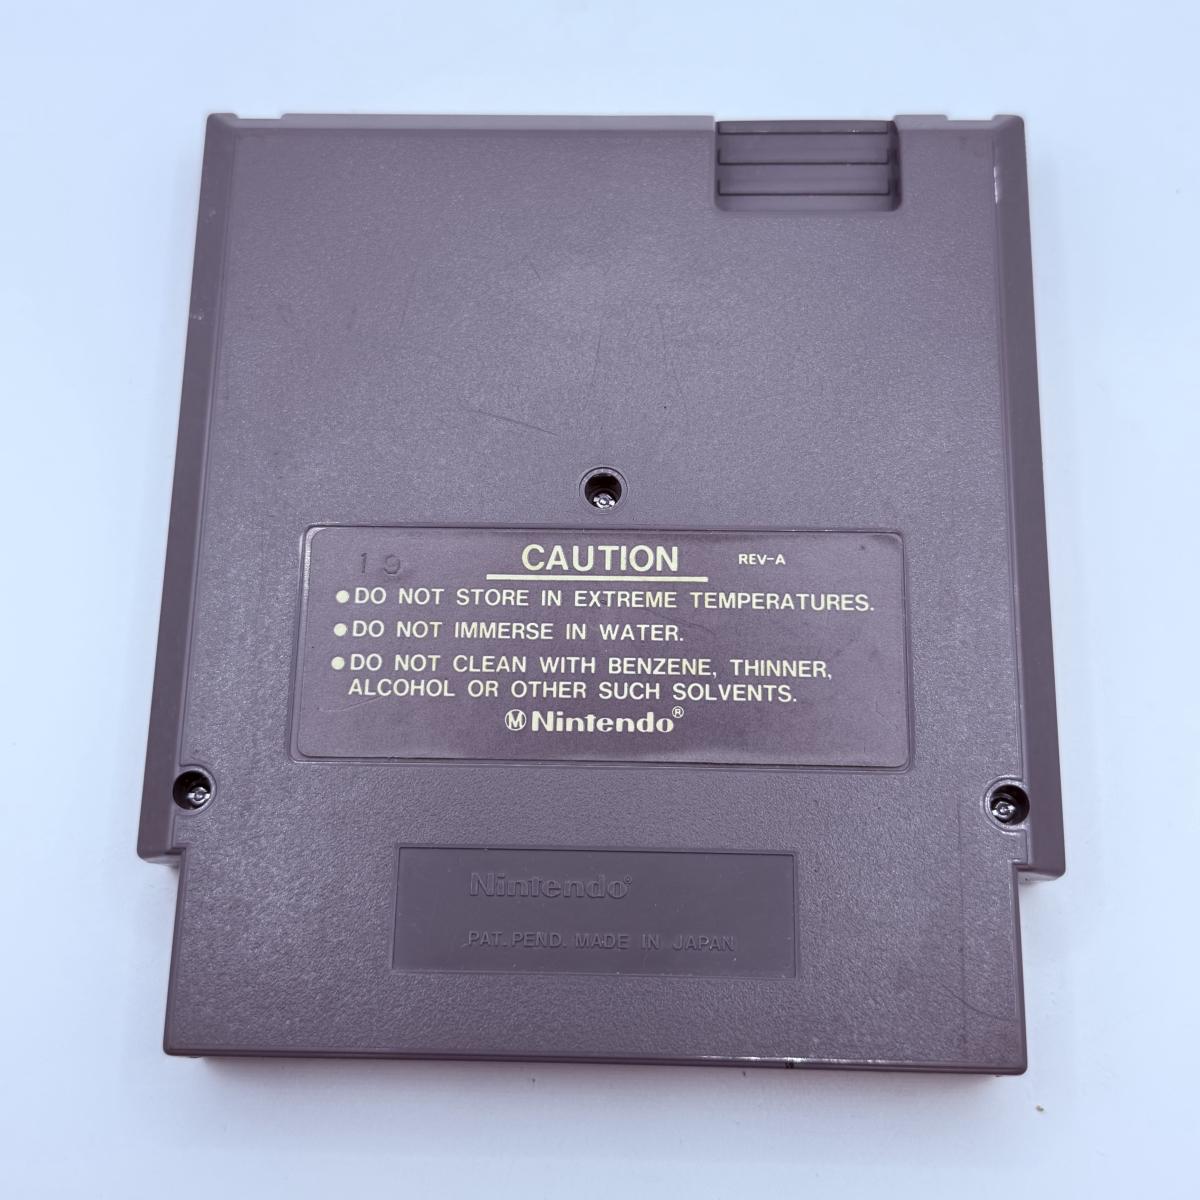 19 CAUTION REV-A
●DO NOT STORE IN EXTREME TEMPERATURES.
●DO NOT IMMERSE IN WATER.
●DO NOT CLEAN WITH BENZENE, THINNER,
ALCOHOL OR OTHER SUCH SOLVENTS.
Ⓜ Nintendo®
Nintendo®
PAT. PEND. MADE IN JAPAN